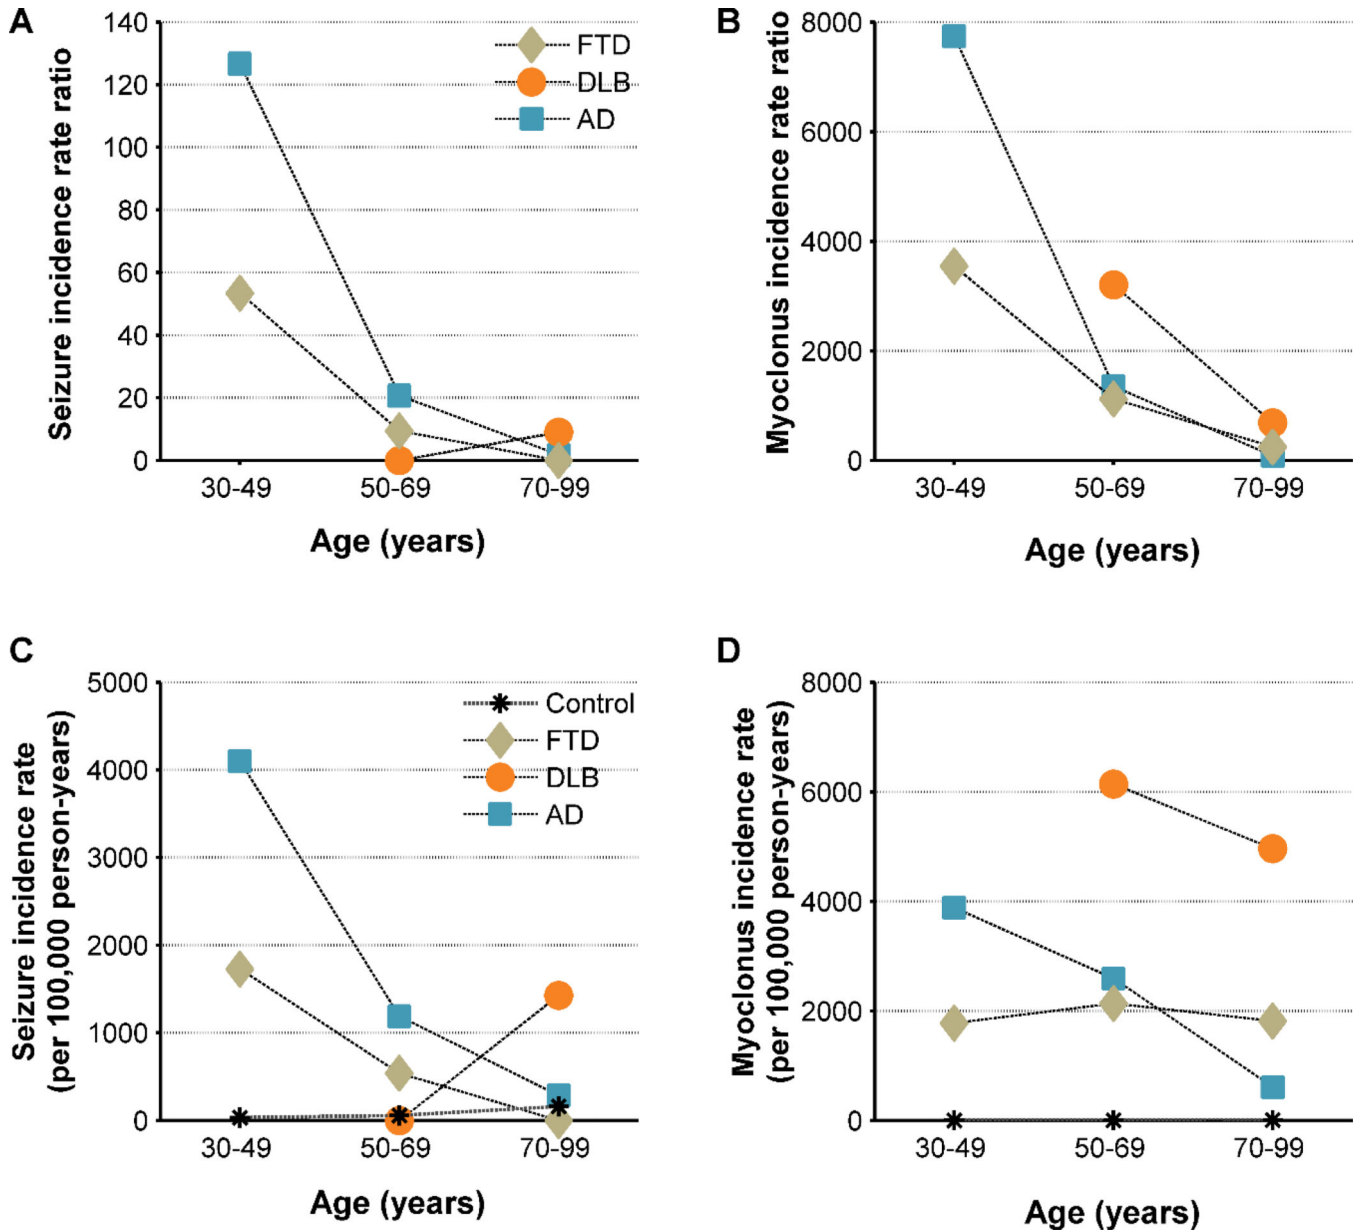 A
Seizure incidence rate ratio
140
120
100
80
60
40
20
0
30-49
50-69
70-99
Age (years)
FTD
DLB
AD
B
Myoclonus incidence rate ratio
8000
6000
4000
2000
0
30-49
50-69
70-99
Age (years)
C
Seizure incidence rate
(per 100,000 person-years)
5000
4000
3000
2000
1000
0
30-49
50-69
70-99
Age (years)
Control
FTD
DLB
AD
D
Myoclonus incidence rate
(per 100,000 person-years)
8000
6000
4000
2000
0
30-49
50-69
70-99
Age (years)